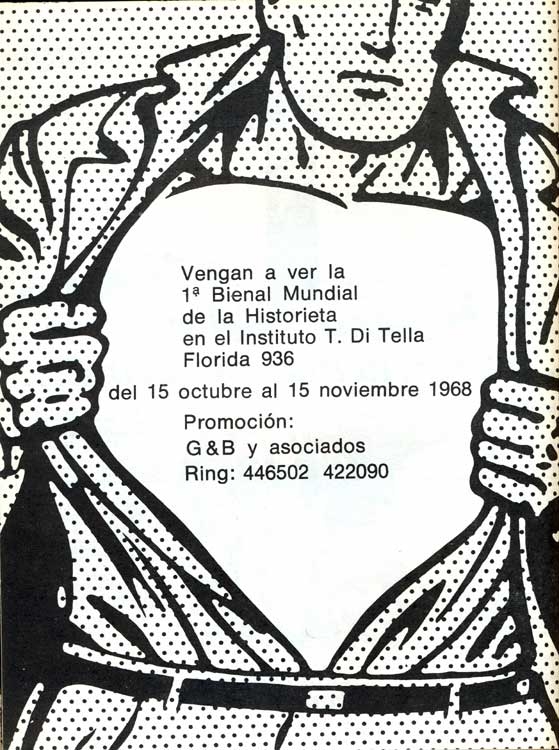 Vengan a ver la
1ª Bienal Mundial
de la Historieta
en el Instituto T. Di Tella
Florida 936
del 15 octubre al 15 noviembre 1968
Promoción:
G&B y asociados
Ring: 446502 422090